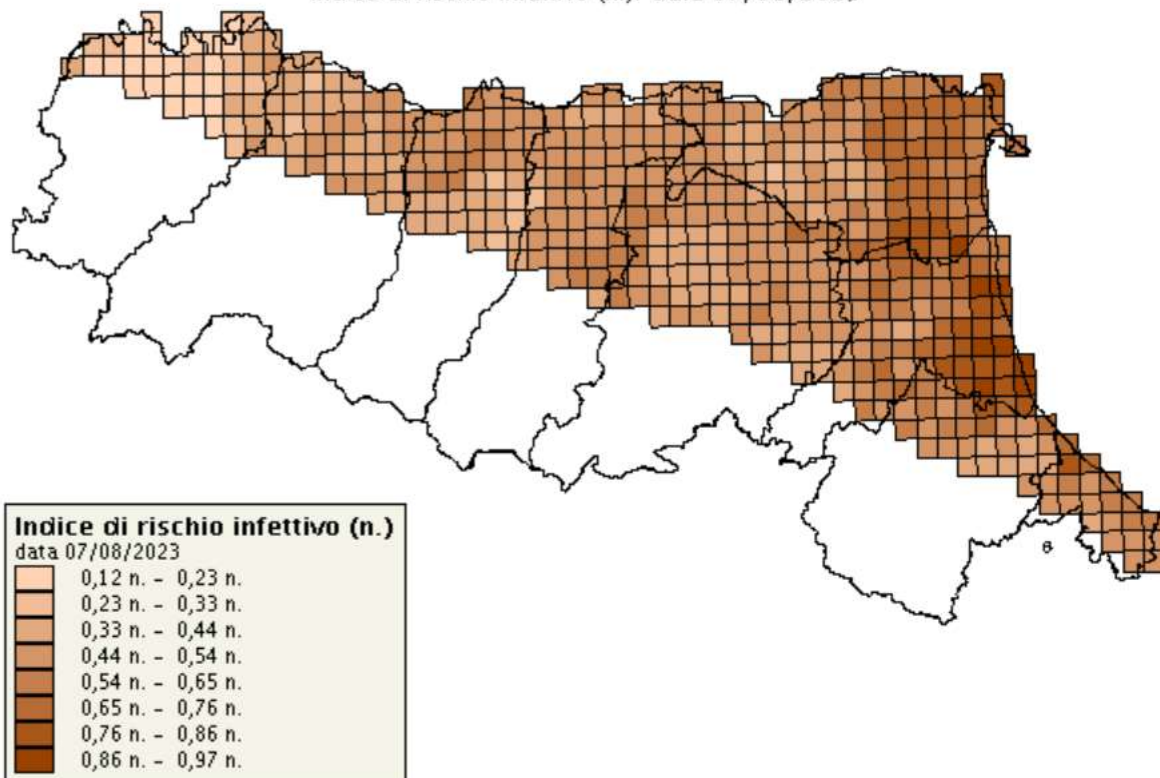 Indice di rischio infettivo (n.)
data 07/08/2023
0,12 n. - 0,23 n.
0,23 n. - 0,33 n.
0,33 n. - 0,44 n.
0,44 n. - 0,54 n.
0,54 n. - 0,65 n.
0,65 n. - 0,76 n.
0,76 n. - 0,86 n.
0,86 n. - 0,97 n.